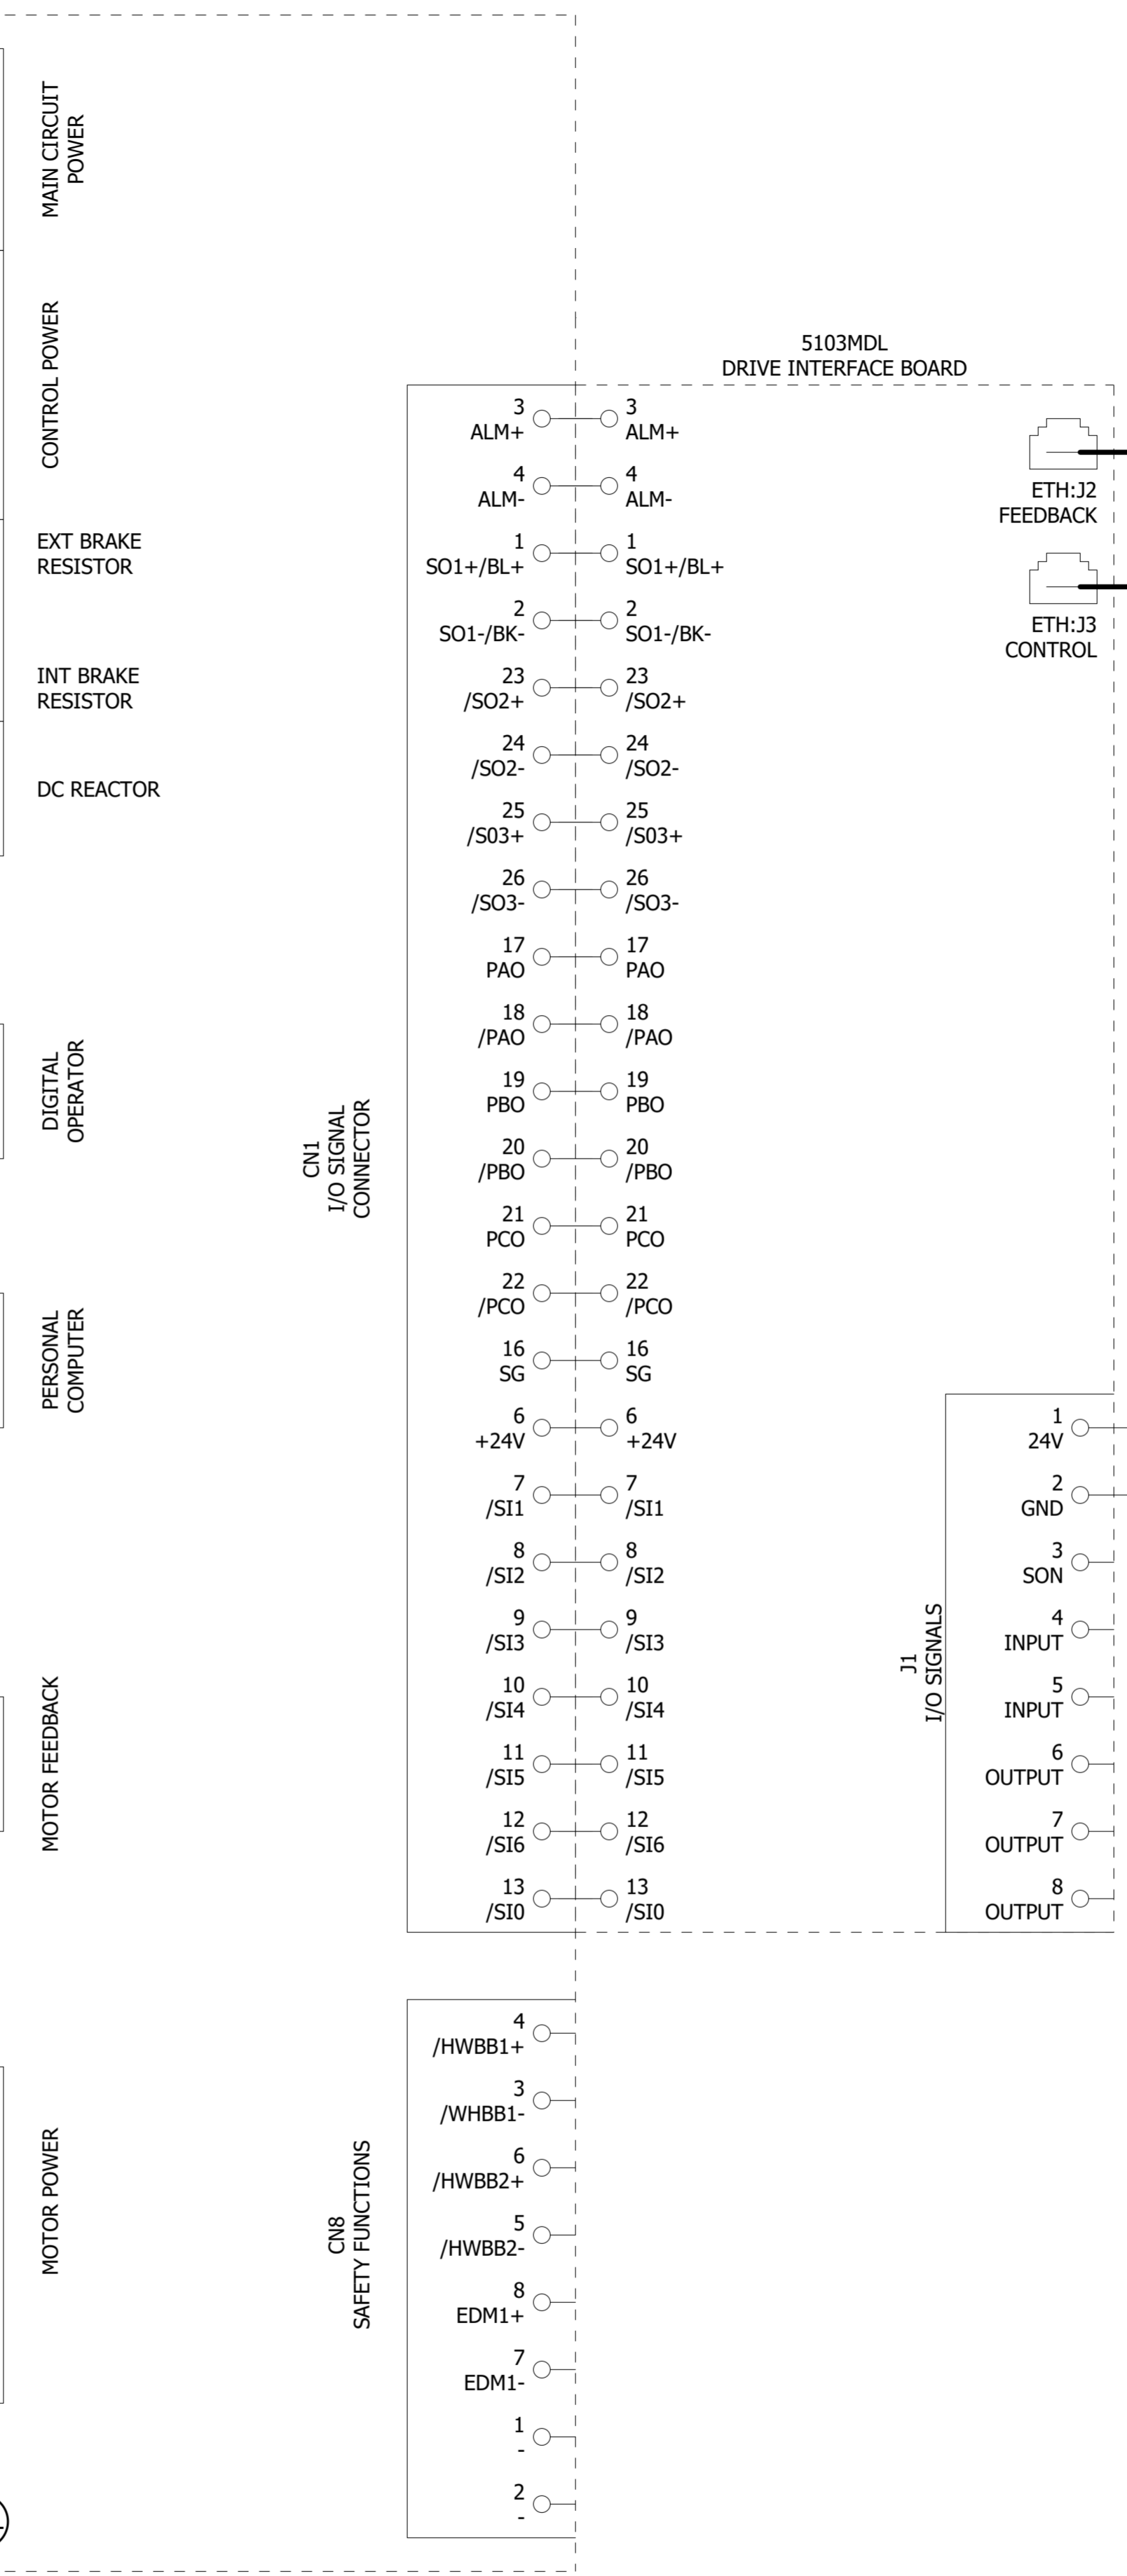 MAIN CIRCUIT
POWER
CONTROL POWER
EXT BRAKE
RESISTOR
INT BRAKE
RESISTOR
DC REACTOR
DIGITAL
OPERATOR
PERSONAL
COMPUTER
MOTOR FEEDBACK
MOTOR POWER
CN1
I/O SIGNAL
CONNECTOR
3
ALM+
4
ALM-
1
SO1+/BL+
2
SO1-/BK-
23
/SO2+
24
/SO2-
25
/S03+
26
/SO3-
17
PAO
18
/PAO
19
PBO
20
/PBO
21
PCO
22
/PCO
16
SG
6
+24V
7
/SI1
8
/SI2
9
/SI3
10
/SI4
11
/SI5
12
/SI6
13
/SI0
CN8
SAFETY FUNCTIONS
4
/HWBB1+
3
/WHBB1-
6
/HWBB2+
5
/HWBB2-
8
EDM1+
7
EDM1-
1
-
2
-
5103MDL
DRIVE INTERFACE BOARD
3
ALM+
4
ALM-
1
SO1+/BL+
2
SO1-/BK-
23
/SO2+
24
/SO2-
25
/S03+
26
/SO3-
17
PAO
18
/PAO
19
PBO
20
/PBO
21
PCO
22
/PCO
16
SG
6
+24V
7
/SI1
8
/SI2
9
/SI3
10
/SI4
11
/SI5
12
/SI6
13
/SI0
ETH:J2
FEEDBACK
ETH:J3
CONTROL
J1
I/O SIGNALS
1
24V
2
GND
3
SON
4
INPUT
5
INPUT
6
OUTPUT
7
OUTPUT
8
OUTPUT